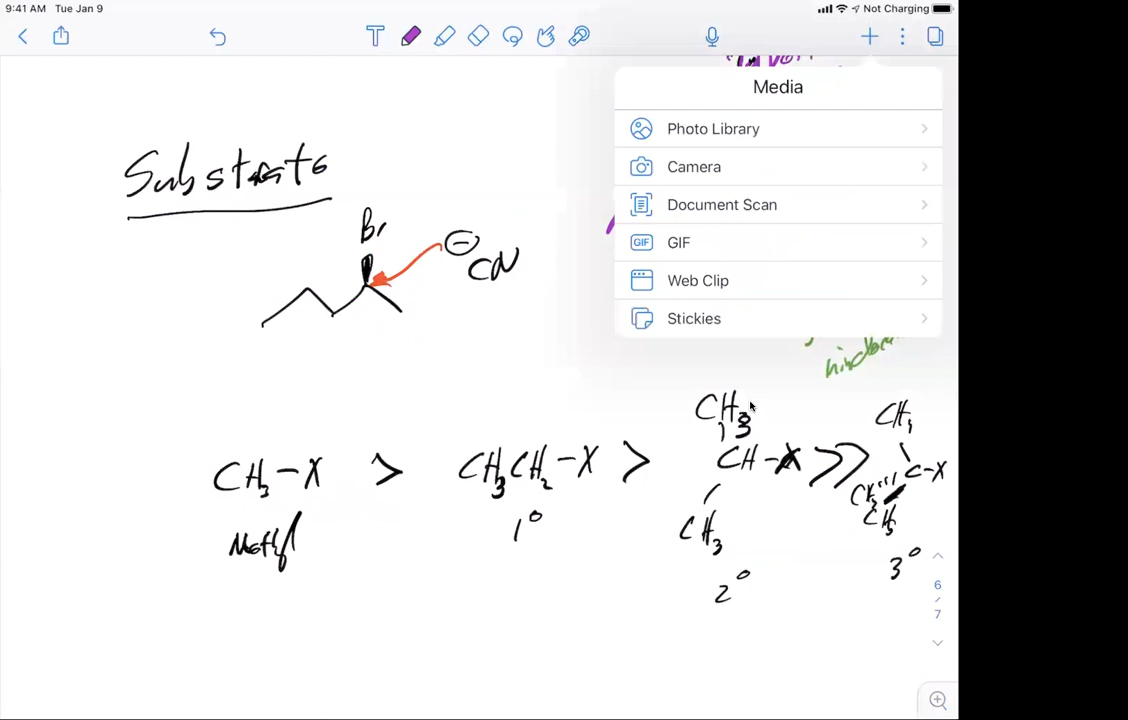 9:41 AM Tue Jan 9
Not Charging
Media
Photo Library
Camera
Document Scan
GIF
GIF
Web Clip
Stickies
Substrate
Br
⊖
CN
CH3
CH3
CH3-X > CH3CH2-X > CH-X >> C-X
CH3
CH3
CH3
Methyl
1°
2°
3°
6
/
7